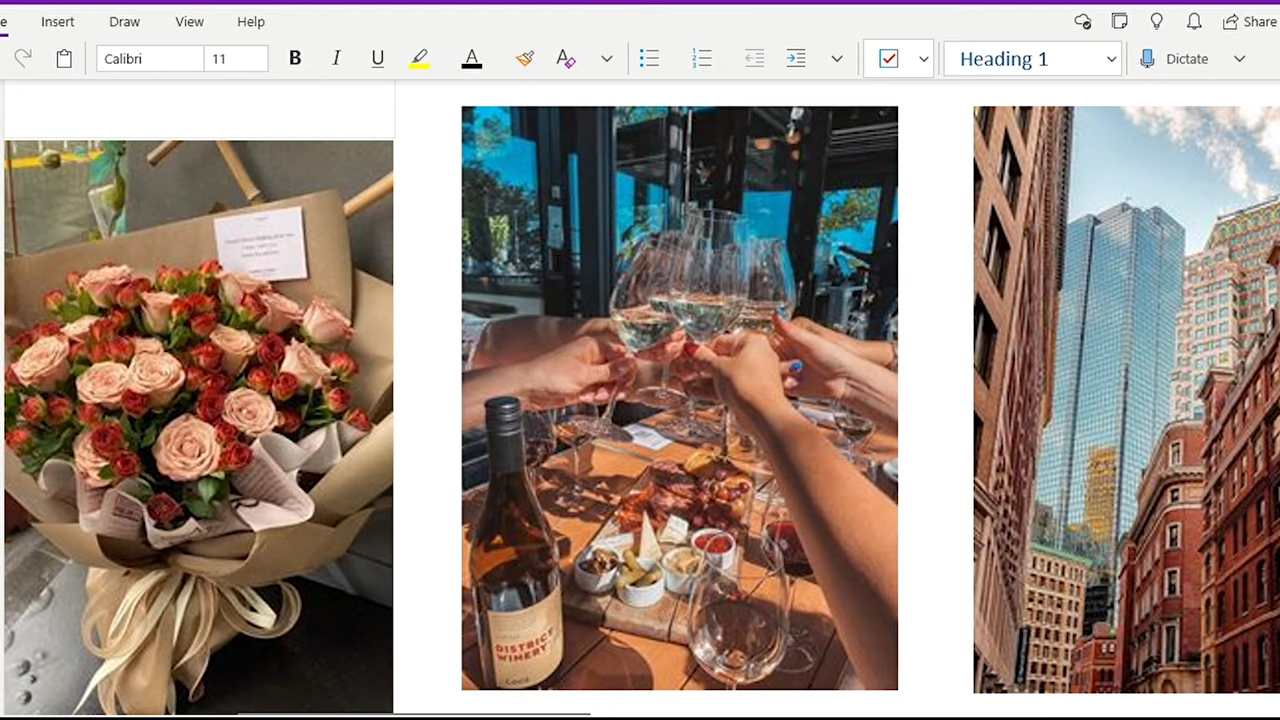 Insert Draw View Help
Share
Calibri 11 B I U A A Heading 1 Dictate
DISTRICT
WINERY